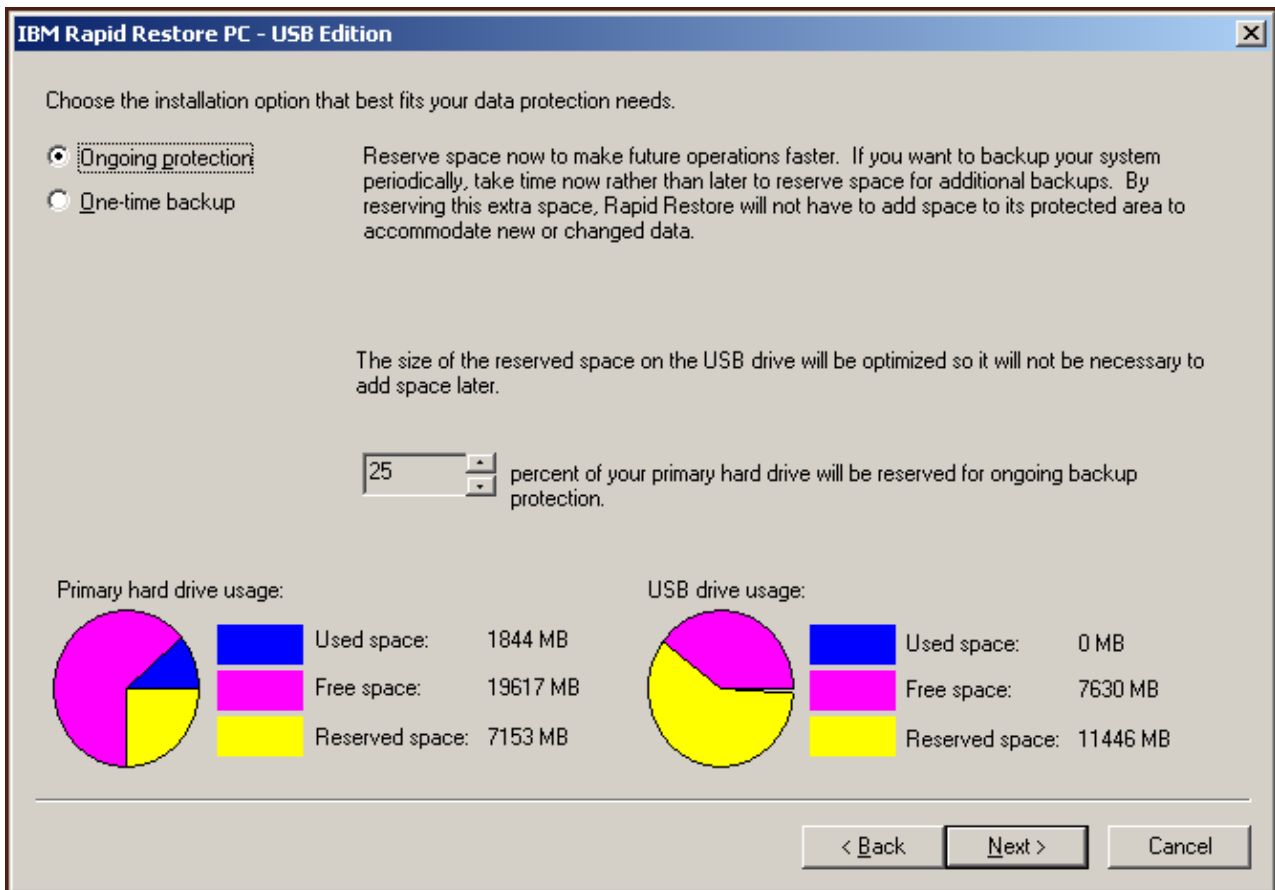 IBM Rapid Restore PC - USB Edition
Choose the installation option that best fits your data protection needs.
Ongoing protection
One-time backup
Reserve space now to make future operations faster. If you want to backup your system
periodically, take time now rather than later to reserve space for additional backups. By
reserving this extra space, Rapid Restore will not have to add space to its protected area to
accommodate new or changed data.
The size of the reserved space on the USB drive will be optimized so it will not be necessary to
add space later.
25 percent of your primary hard drive will be reserved for ongoing backup
protection.
Primary hard drive usage:
Used space: 1844 MB
Free space: 19617 MB
Reserved space: 7153 MB
USB drive usage:
Used space: 0 MB
Free space: 7630 MB
Reserved space: 11446 MB
< Back Next > Cancel